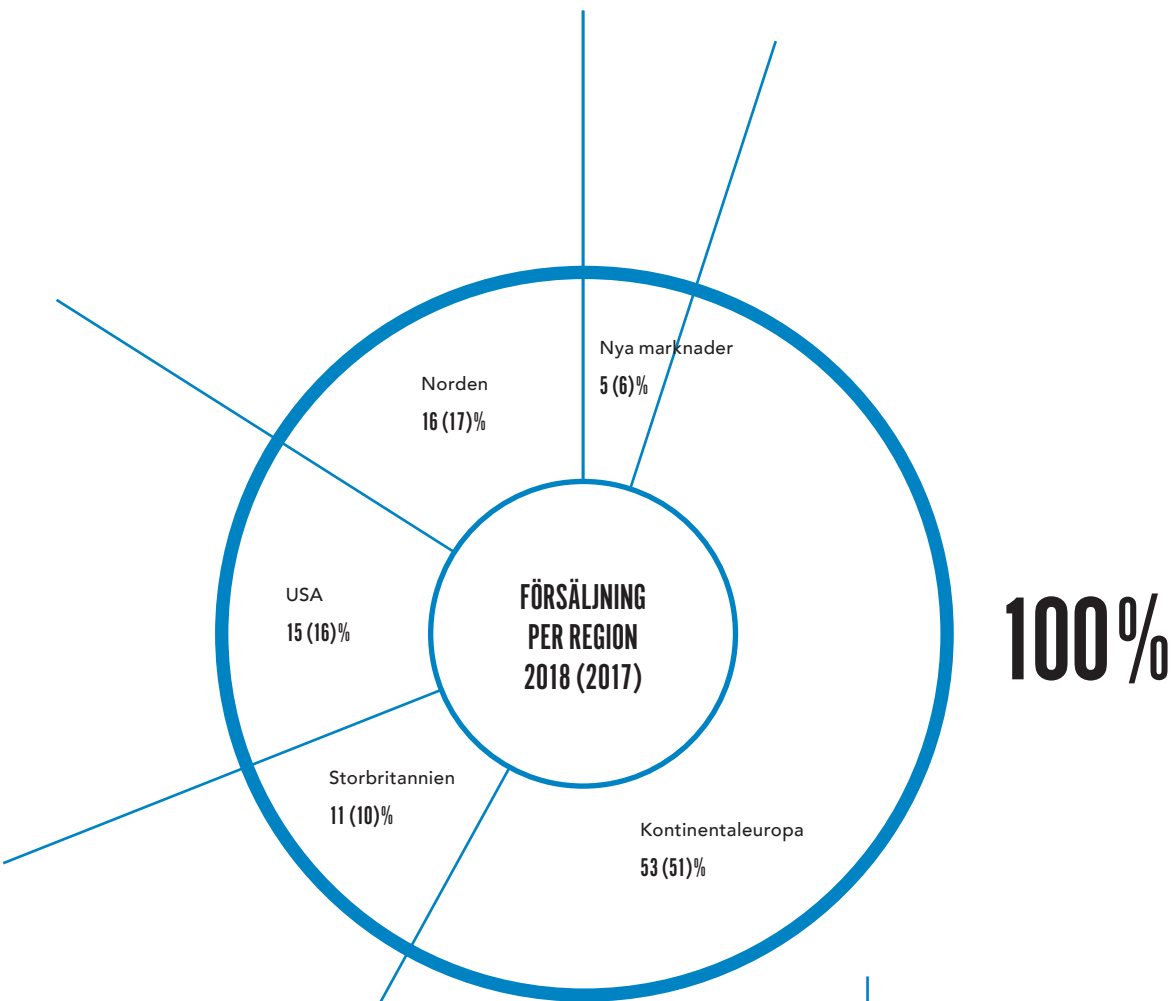 Nya marknader
5 (6)%
Norden
16 (17)%
USA
15 (16)%
FÖRSÄLJNING
PER REGION
2018 (2017)
100%
Storbritannien
11 (10)%
Kontinentaleuropa
53 (51)%